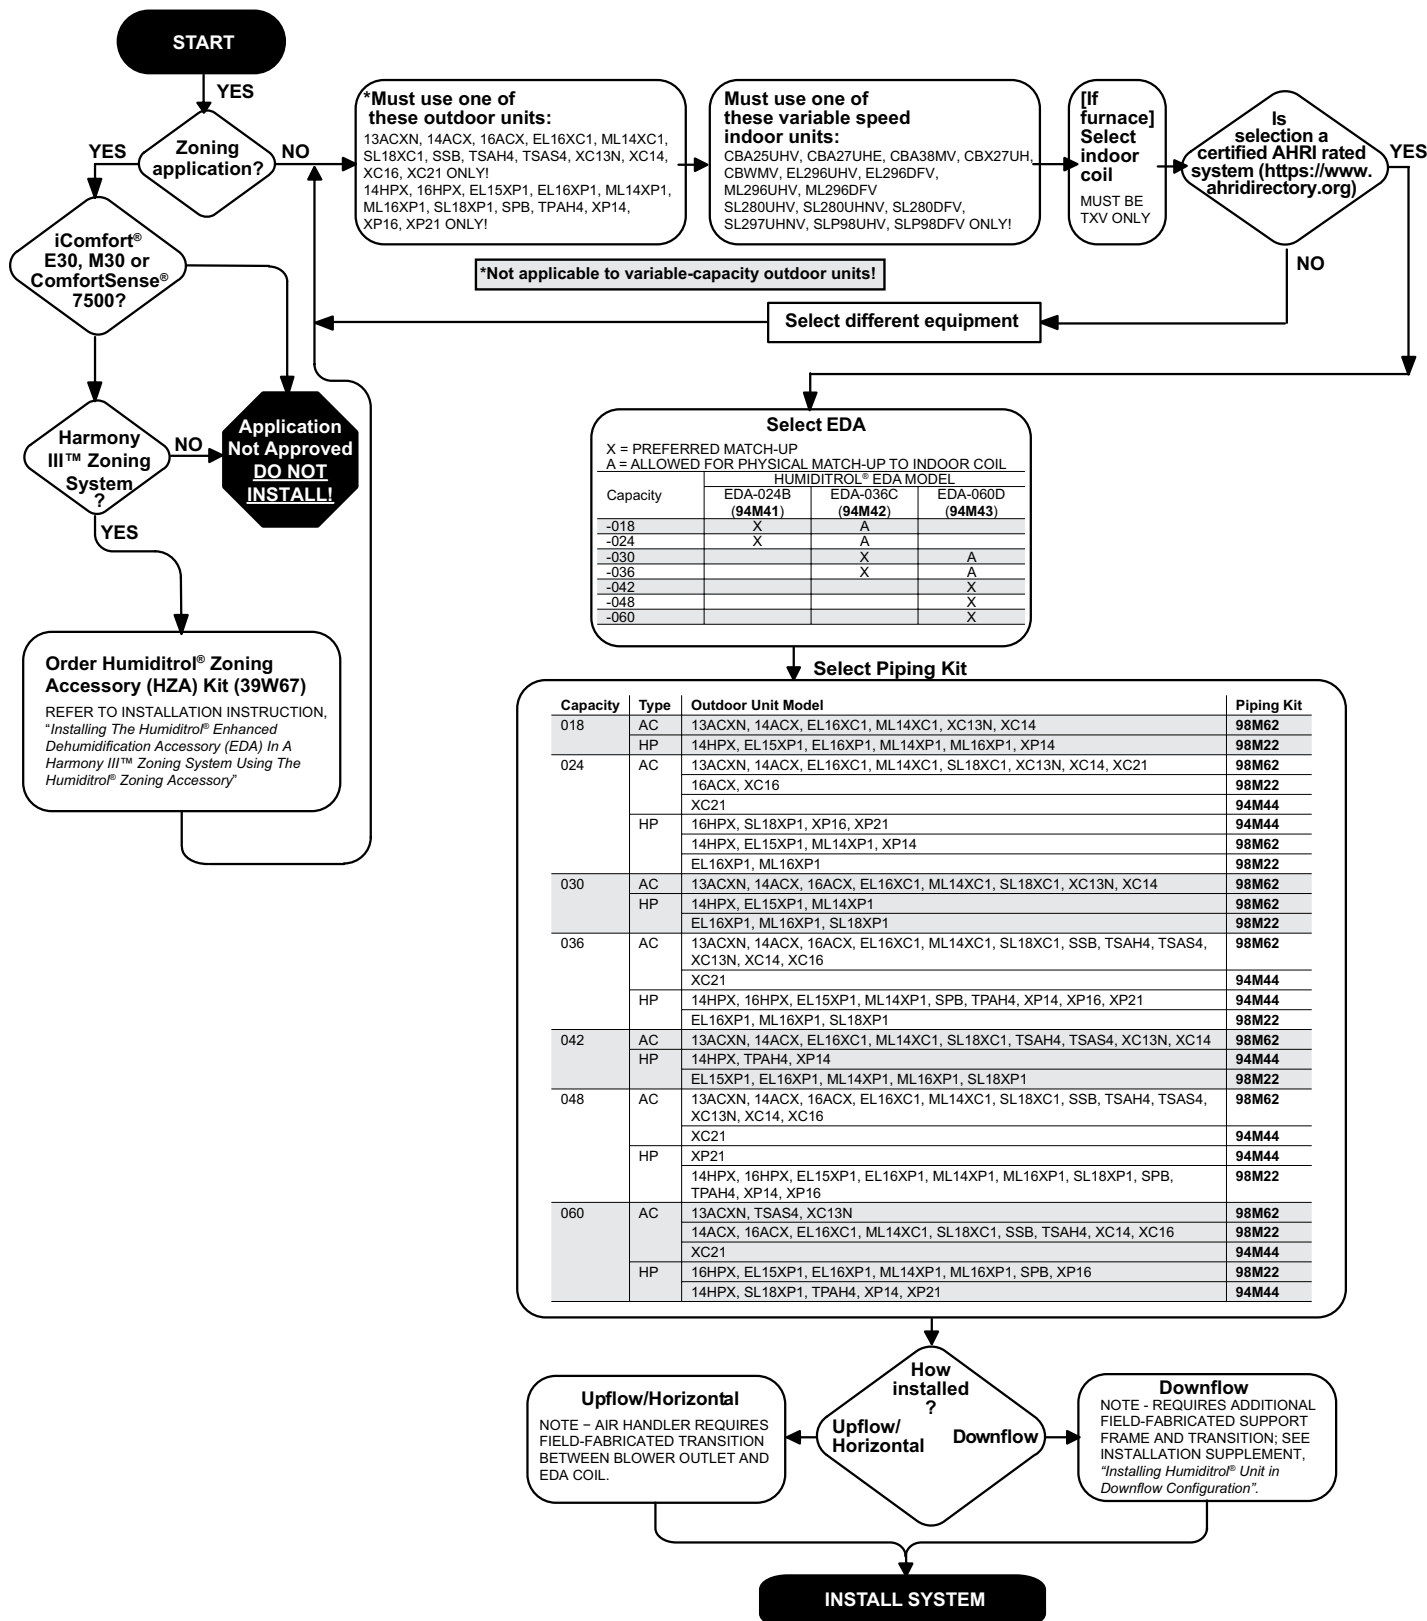 START
YES
Zoning
application?
YES
NO
*Must use one of
these outdoor units:
13ACXN, 14ACX, 16ACX, EL16XC1, ML14XC1,
SL18XC1, SSB, TSAH4, TSAS4, XC13N, XC14,
XC16, XC21 ONLY!
14HPX, 16HPX, EL15XP1, EL16XP1, ML14XP1,
ML16XP1, SL18XP1, SPB, TPAH4, XP14,
XP16, XP21 ONLY!
Must use one of
these variable speed
indoor units:
CBA25UHV, CBA27UHE, CBA38MV, CBX27UH,
CBWMV, EL296UHV, EL296DFV,
ML296UHV, ML296DFV
SL280UHV, SL280UHNV, SL280DFV,
SL297UHNV, SLP98UHV, SLP98DFV ONLY!
[If
furnace]
Select
indoor
coil
MUST BE
TXV ONLY
Is
selection a
certified AHRI rated
system (https://www.
ahridirectory.org)
YES
NO
*Not applicable to variable-capacity outdoor units!
Select different equipment
iComfort®
E30, M30 or
ComfortSense®
7500?
Harmony
III™ Zoning
System
?
NO
YES
Application
Not Approved
DO NOT
INSTALL!
Order Humiditrol® Zoning
Accessory (HZA) Kit (39W67)
REFER TO INSTALLATION INSTRUCTION,
“Installing The Humiditrol® Enhanced
Dehumidification Accessory (EDA) In A
Harmony III™ Zoning System Using The
Humiditrol® Zoning Accessory”
Select EDA
X = PREFERRED MATCH-UP
A = ALLOWED FOR PHYSICAL MATCH-UP TO INDOOR COIL
HUMIDITROL® EDA MODEL
Capacity EDA-024B EDA-036C EDA-060D
(94M41) (94M42) (94M43)
-018 X A
-024 X A
-030 X A
-036 X A
-042 X
-048 X
-060 X
Select Piping Kit
Capacity Type Outdoor Unit Model Piping Kit
018 AC 13ACXN, 14ACX, EL16XC1, ML14XC1, XC13N, XC14 98M62
HP 14HPX, EL15XP1, EL16XP1, ML14XP1, ML16XP1, XP14 98M22
024 AC 13ACXN, 14ACX, EL16XC1, ML14XC1, SL18XC1, XC13N, XC14, XC21 98M62
16ACX, XC16 98M22
XC21 94M44
HP 16HPX, SL18XP1, XP16, XP21 94M44
14HPX, EL15XP1, ML14XP1, XP14 98M62
EL16XP1, ML16XP1 98M22
030 AC 13ACXN, 14ACX, 16ACX, EL16XC1, ML14XC1, SL18XC1, XC13N, XC14 98M62
HP 14HPX, EL15XP1, ML14XP1 98M62
EL16XP1, ML16XP1, SL18XP1 98M22
036 AC 13ACXN, 14ACX, 16ACX, EL16XC1, ML14XC1, SL18XC1, SSB, TSAH4, TSAS4, 98M62
XC13N, XC14, XC16
XC21 94M44
HP 14HPX, 16HPX, EL15XP1, ML14XP1, SPB, TPAH4, XP14, XP16, XP21 94M44
EL16XP1, ML16XP1, SL18XP1 98M22
042 AC 13ACXN, 14ACX, EL16XC1, ML14XC1, SL18XC1, TSAH4, TSAS4, XC13N, XC14 98M62
HP 14HPX, TPAH4, XP14 94M44
EL15XP1, EL16XP1, ML14XP1, ML16XP1, SL18XP1 98M22
048 AC 13ACXN, 14ACX, 16ACX, EL16XC1, ML14XC1, SL18XC1, SSB, TSAH4, TSAS4, 98M62
XC13N, XC14, XC16
XC21 94M44
HP XP21 94M44
14HPX, 16HPX, EL15XP1, EL16XP1, ML14XP1, ML16XP1, SL18XP1, SPB, 98M22
TPAH4, XP14, XP16
060 AC 13ACXN, TSAS4, XC13N 98M62
14ACX, 16ACX, EL16XC1, ML14XC1, SL18XC1, SSB, TSAH4, XC14, XC16 98M22
XC21 94M44
HP 16HPX, EL15XP1, EL16XP1, ML14XP1, ML16XP1, SPB, XP16 98M22
14HPX, SL18XP1, TPAH4, XP14, XP21 94M44
How
installed
?
Upflow/
Horizontal
Downflow
Upflow/Horizontal
NOTE – AIR HANDLER REQUIRES
FIELD-FABRICATED TRANSITION
BETWEEN BLOWER OUTLET AND
EDA COIL.
Downflow
NOTE - REQUIRES ADDITIONAL
FIELD-FABRICATED SUPPORT
FRAME AND TRANSITION; SEE
INSTALLATION SUPPLEMENT,
“Installing Humiditrol® Unit in
Downflow Configuration”.
INSTALL SYSTEM